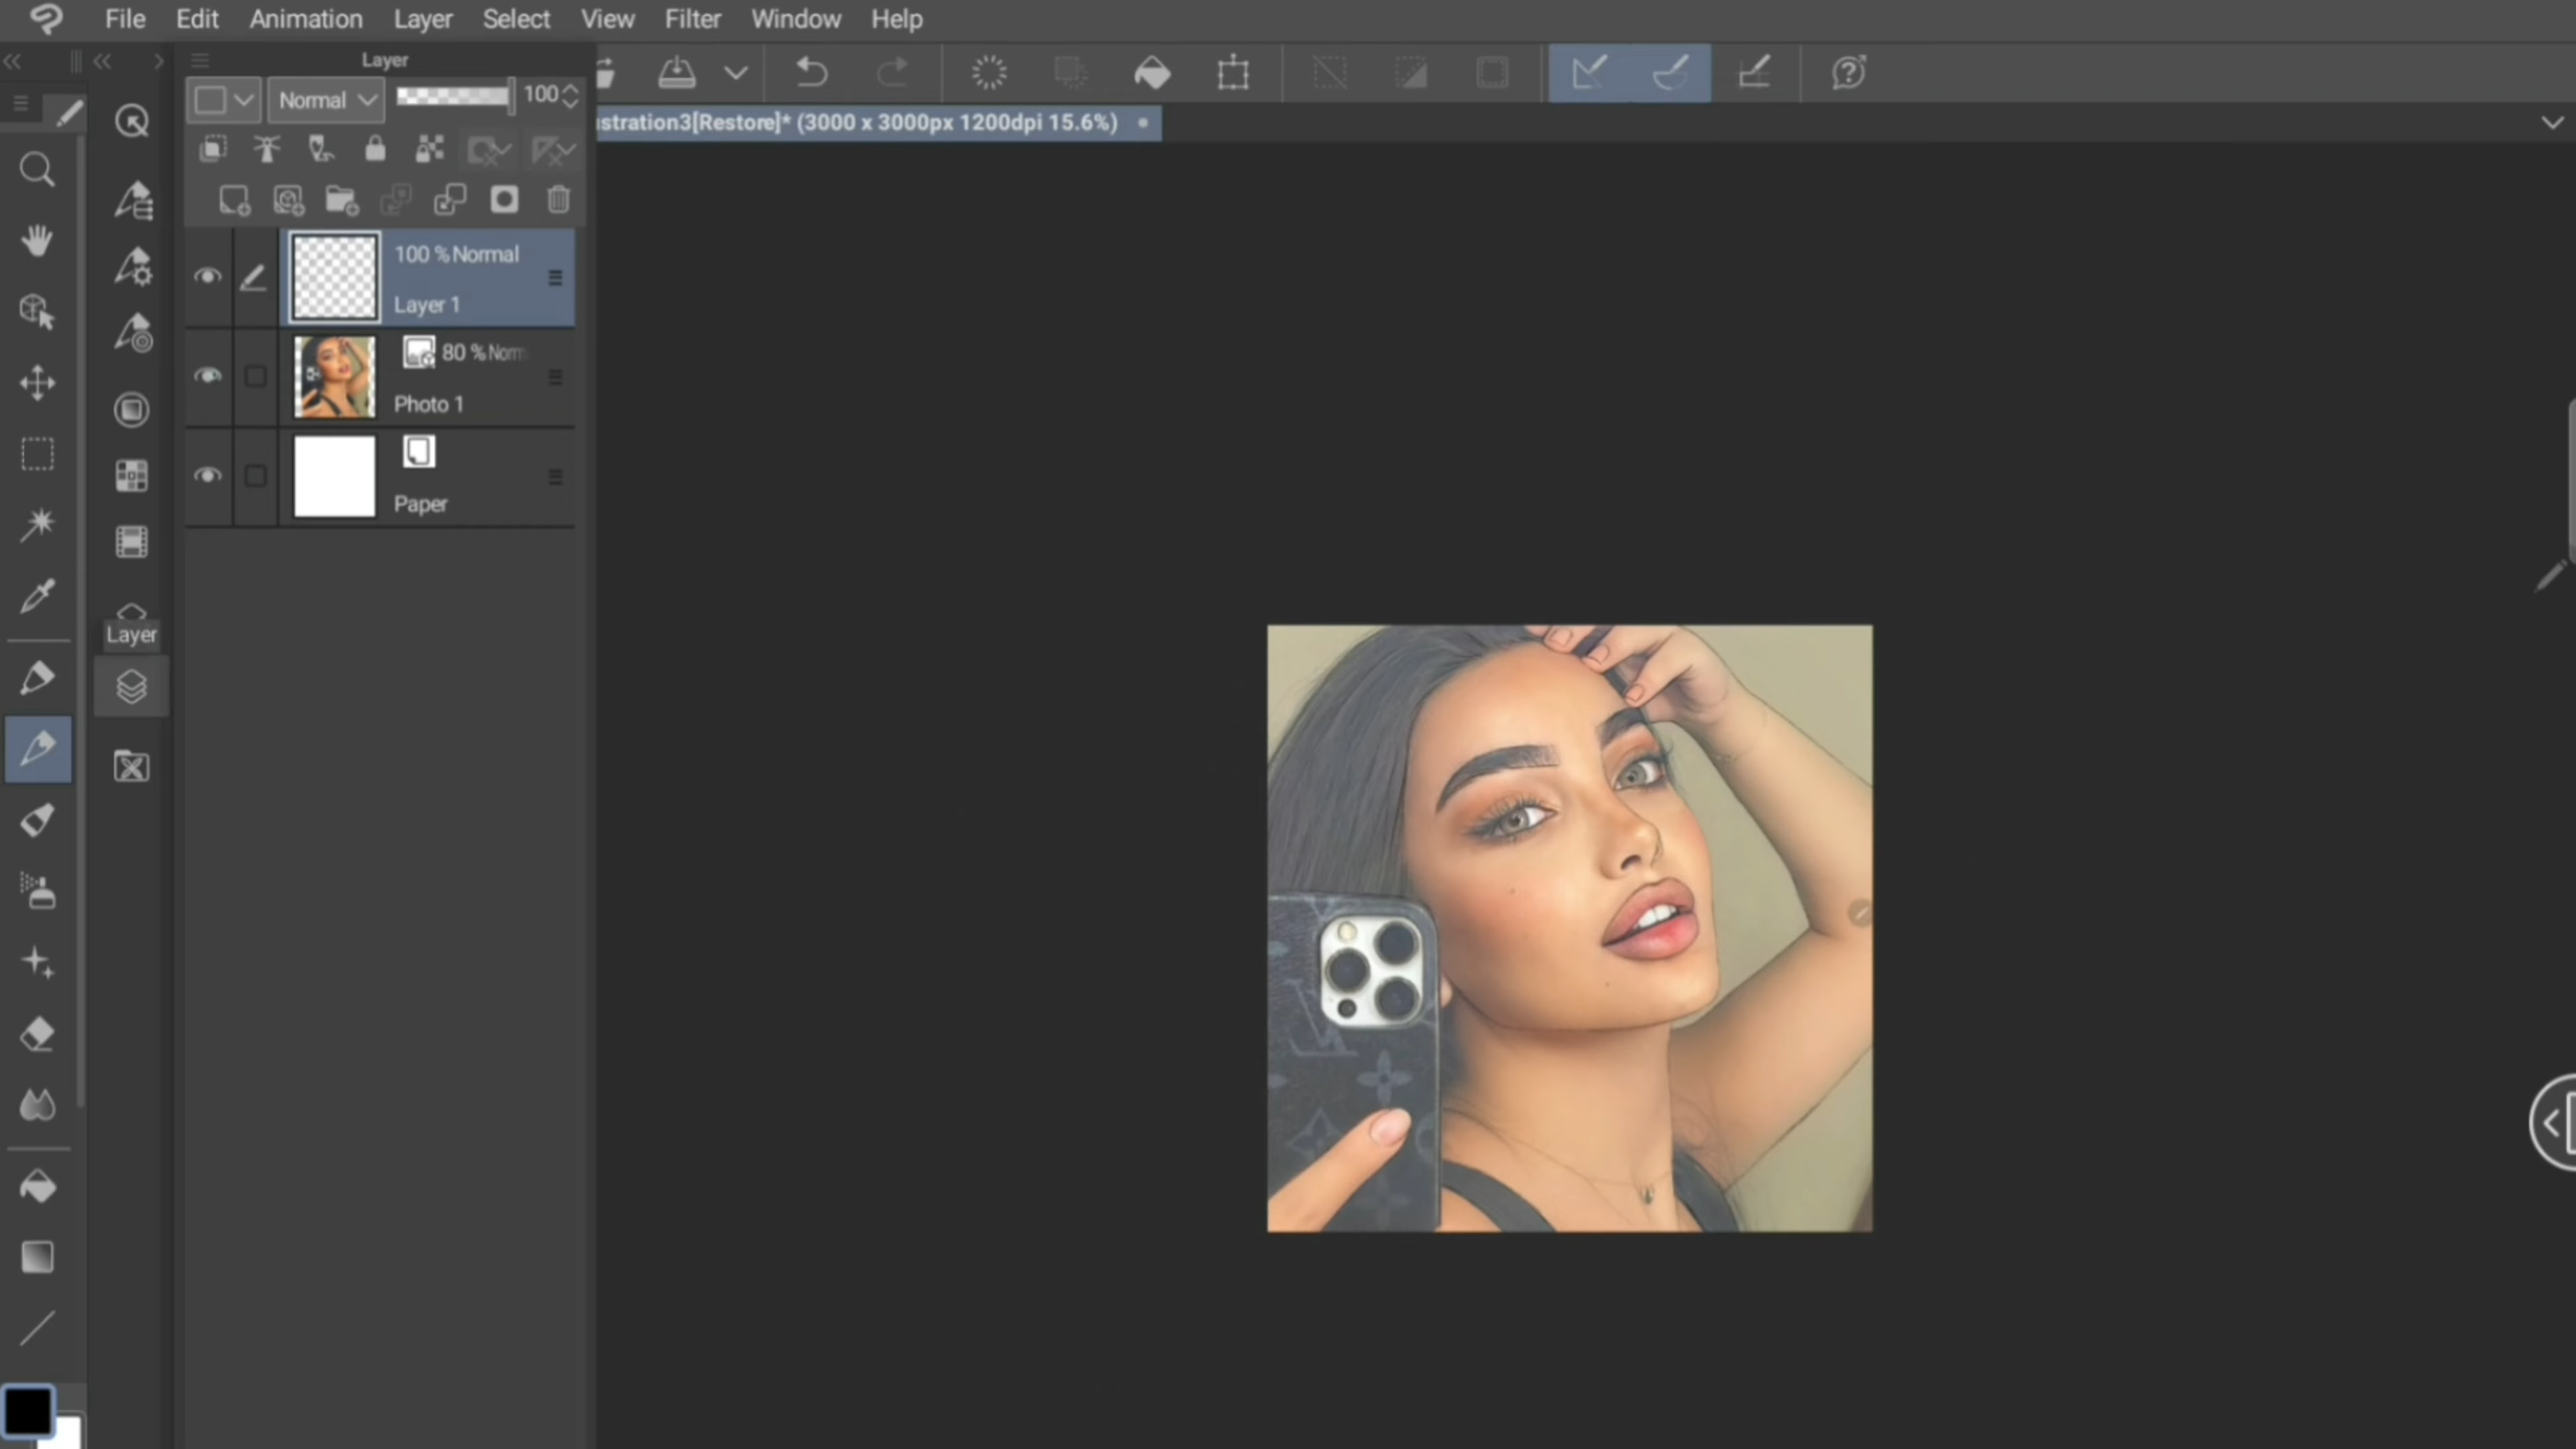 File Edit Animation Layer Select View Filter Window Help
Layer
Normal 100
stration3[Restore]* (3000 x 3000px 1200dpi 15.6%)
100 % Normal
Layer 1
80 % Norm
Photo 1
Paper
Layer